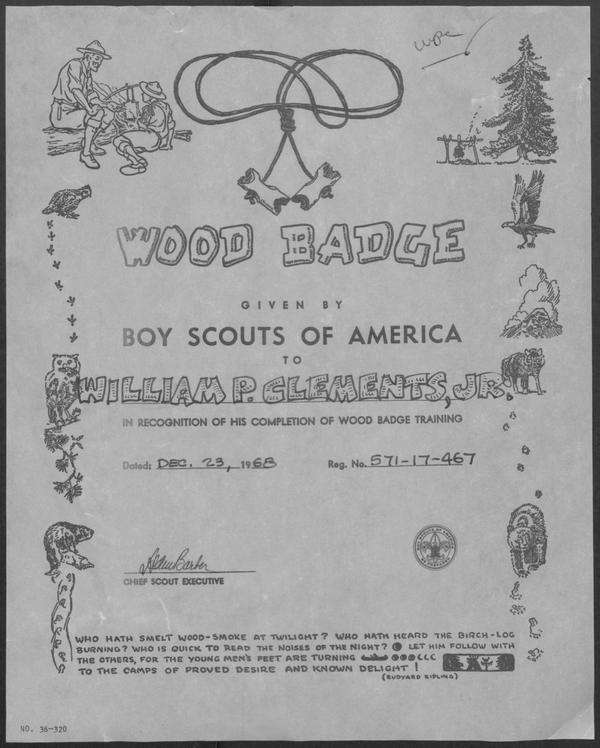 wpc
WOOD BADGE
GIVEN BY
BOY SCOUTS OF AMERICA
TO
WILLIAM P. CLEMENTS, JR.
IN RECOGNITION OF HIS COMPLETION OF WOOD BADGE TRAINING
Dated: DEC. 23, 1968 Reg. No. 571-17-467
Alden Barber
CHIEF SCOUT EXECUTIVE
WHO HATH SMELT WOOD-SMOKE AT TWILIGHT? WHO HATH HEARD THE BIRCH-LOG
BURNING? WHO IS QUICK TO READ THE NOISES OF THE NIGHT? LET HIM FOLLOW WITH
THE OTHERS, FOR THE YOUNG MEN'S FEET ARE TURNING
TO THE CAMPS OF PROVED DESIRE AND KNOWN DELIGHT!
(RUDYARD KIPLING)
NO. 36-320